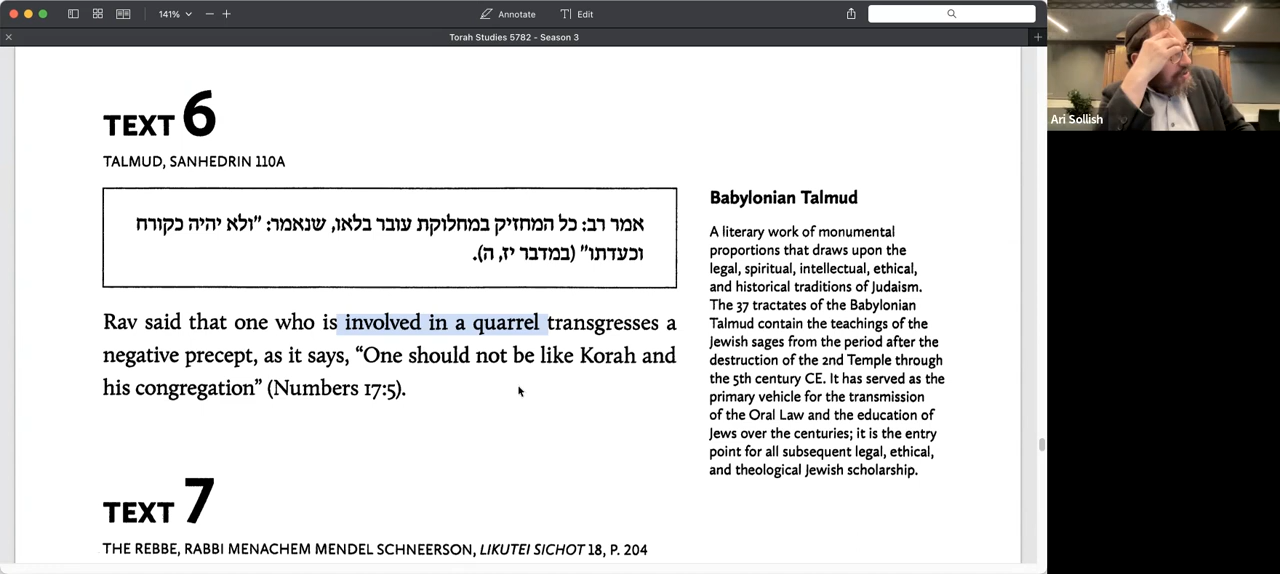 141%
Annotate
Edit
Torah Studies 5782 - Season 3
TEXT 6
TALMUD, SANHEDRIN 110A
אמר רב: כל המחזיק במחלוקת עובר בלאו, שנאמר: "ולא יהיה כקורח
וכעדתו" (במדבר יז, ה).
Rav said that one who is involved in a quarrel transgresses a
negative precept, as it says, “One should not be like Korah and
his congregation” (Numbers 17:5).
Babylonian Talmud
A literary work of monumental
proportions that draws upon the
legal, spiritual, intellectual, ethical,
and historical traditions of Judaism.
The 37 tractates of the Babylonian
Talmud contain the teachings of the
Jewish sages from the period after the
destruction of the 2nd Temple through
the 5th century CE. It has served as the
primary vehicle for the transmission
of the Oral Law and the education of
Jews over the centuries; it is the entry
point for all subsequent legal, ethical,
and theological Jewish scholarship.
TEXT 7
THE REBBE, RABBI MENACHEM MENDEL SCHNEERSON, LIKUTEI SICHOT 18, P. 204
Ari Sollish